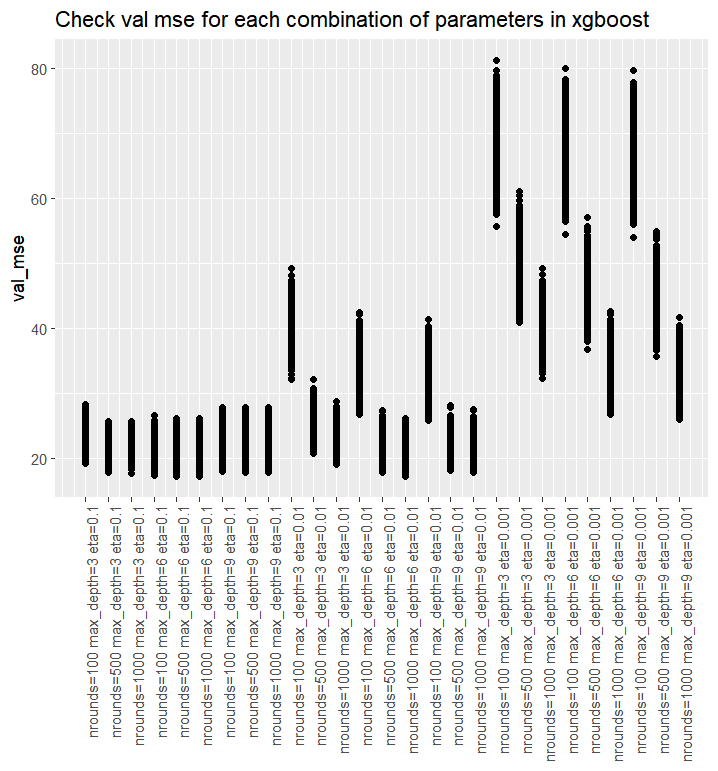 Check val mse for each combination of parameters in xgboost
val_mse
80
60
40
20
nrounds=100 max_depth=3 eta=0.1
nrounds=500 max_depth=3 eta=0.1
nrounds=1000 max_depth=3 eta=0.1
nrounds=100 max_depth=6 eta=0.1
nrounds=500 max_depth=6 eta=0.1
nrounds=1000 max_depth=6 eta=0.1
nrounds=100 max_depth=9 eta=0.1
nrounds=500 max_depth=9 eta=0.1
nrounds=1000 max_depth=9 eta=0.1
nrounds=100 max_depth=3 eta=0.01
nrounds=500 max_depth=3 eta=0.01
nrounds=1000 max_depth=3 eta=0.01
nrounds=100 max_depth=6 eta=0.01
nrounds=500 max_depth=6 eta=0.01
nrounds=1000 max_depth=6 eta=0.01
nrounds=100 max_depth=9 eta=0.01
nrounds=500 max_depth=9 eta=0.01
nrounds=1000 max_depth=9 eta=0.01
nrounds=100 max_depth=3 eta=0.001
nrounds=500 max_depth=3 eta=0.001
nrounds=1000 max_depth=3 eta=0.001
nrounds=100 max_depth=6 eta=0.001
nrounds=500 max_depth=6 eta=0.001
nrounds=1000 max_depth=6 eta=0.001
nrounds=100 max_depth=9 eta=0.001
nrounds=500 max_depth=9 eta=0.001
nrounds=1000 max_depth=9 eta=0.001